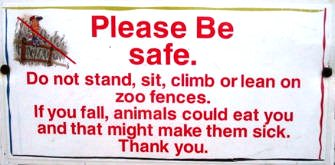 Please Be
safe.
Do not stand, sit, climb or lean on
zoo fences.
If you fall, animals could eat you
and that might make them sick.
Thank you.